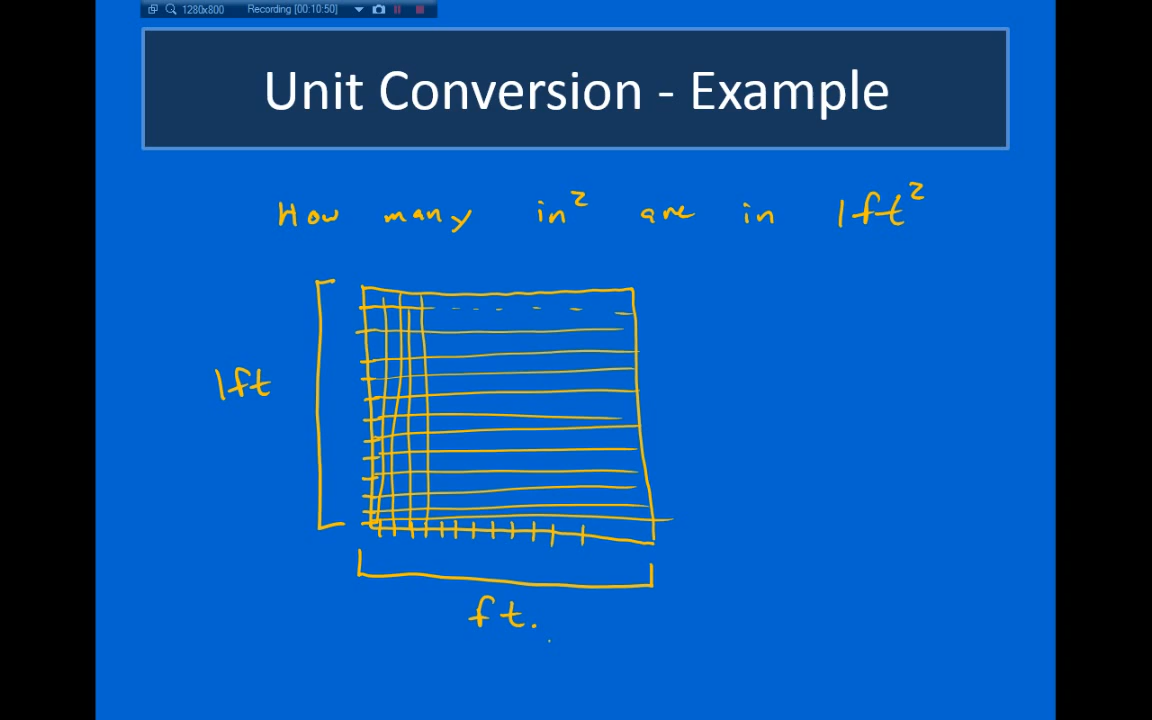 1280x800 Recording [00:10:50]
Unit Conversion - Example
How many in² are in 1ft²
1ft
ft.